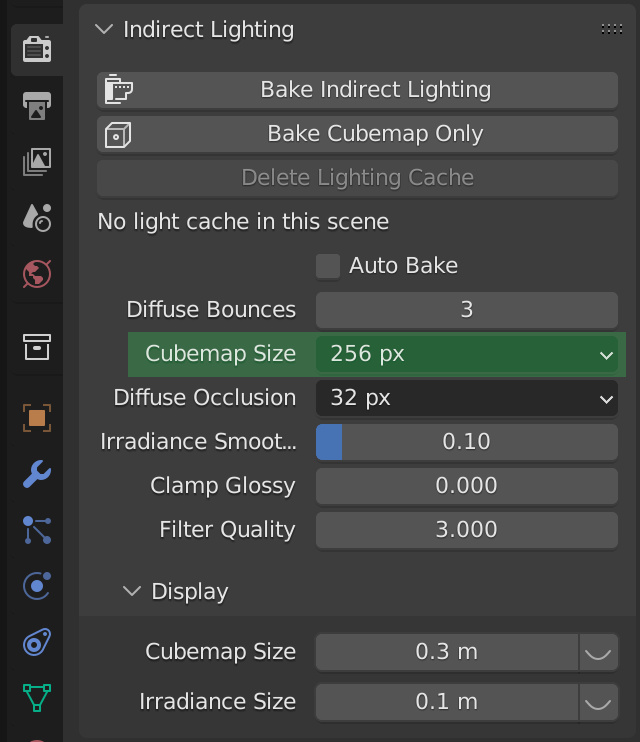 Indirect Lighting
Bake Indirect Lighting
Bake Cubemap Only
Delete Lighting Cache
No light cache in this scene
Auto Bake
Diffuse Bounces 3
Cubemap Size 256 px
Diffuse Occlusion 32 px
Irradiance Smoot... 0.10
Clamp Glossy 0.000
Filter Quality 3.000
Display
Cubemap Size 0.3 m
Irradiance Size 0.1 m